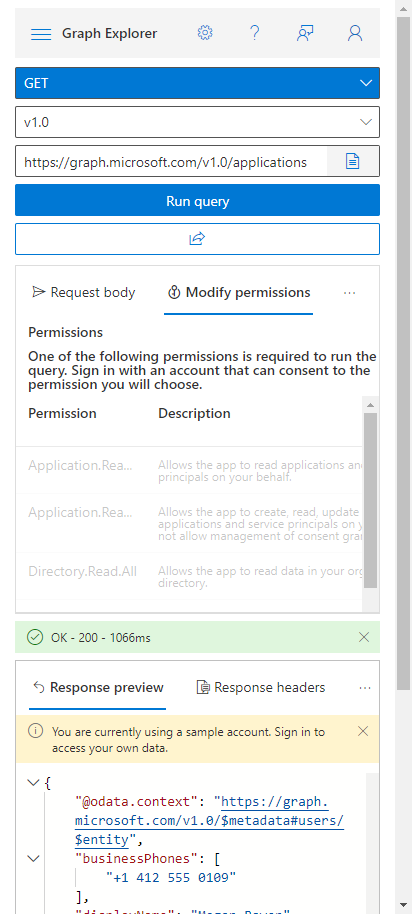 Graph Explorer
GET
v1.0
https://graph.microsoft.com/v1.0/applications
Run query
Request body
Modify permissions
...
Permissions
One of the following permissions is required to run the
query. Sign in with an account that can consent to the
permission you will choose.
Permission Description
Application.Rea... Allows the app to read applications an
principals on your behalf.
Application.Rea... Allows the app to create, read, update
applications and service principals on y
not allow management of consent gra
Directory.Read.All Allows the app to read data in your org
directory.
OK - 200 - 1066ms
Response preview
Response headers
...
You are currently using a sample account. Sign in to
access your own data.
{
"@odata.context": "https://graph.
microsoft.com/v1.0/$metadata#users/
$entity",
"businessPhones": [
"+1 412 555 0109"
],